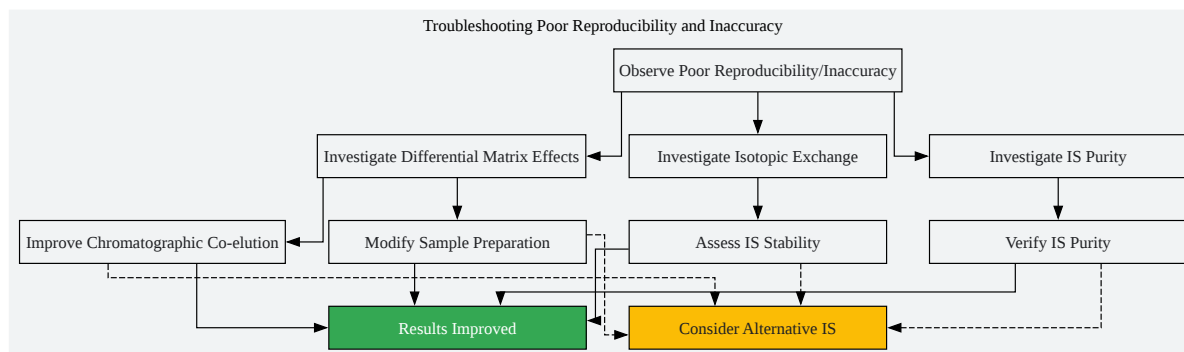 Troubleshooting Poor Reproducibility and Inaccuracy
Observe Poor Reproducibility/Inaccuracy
Investigate Differential Matrix Effects
Investigate Isotopic Exchange
Investigate IS Purity
Improve Chromatographic Co-elution
Modify Sample Preparation
Assess IS Stability
Verify IS Purity
Results Improved
Consider Alternative IS